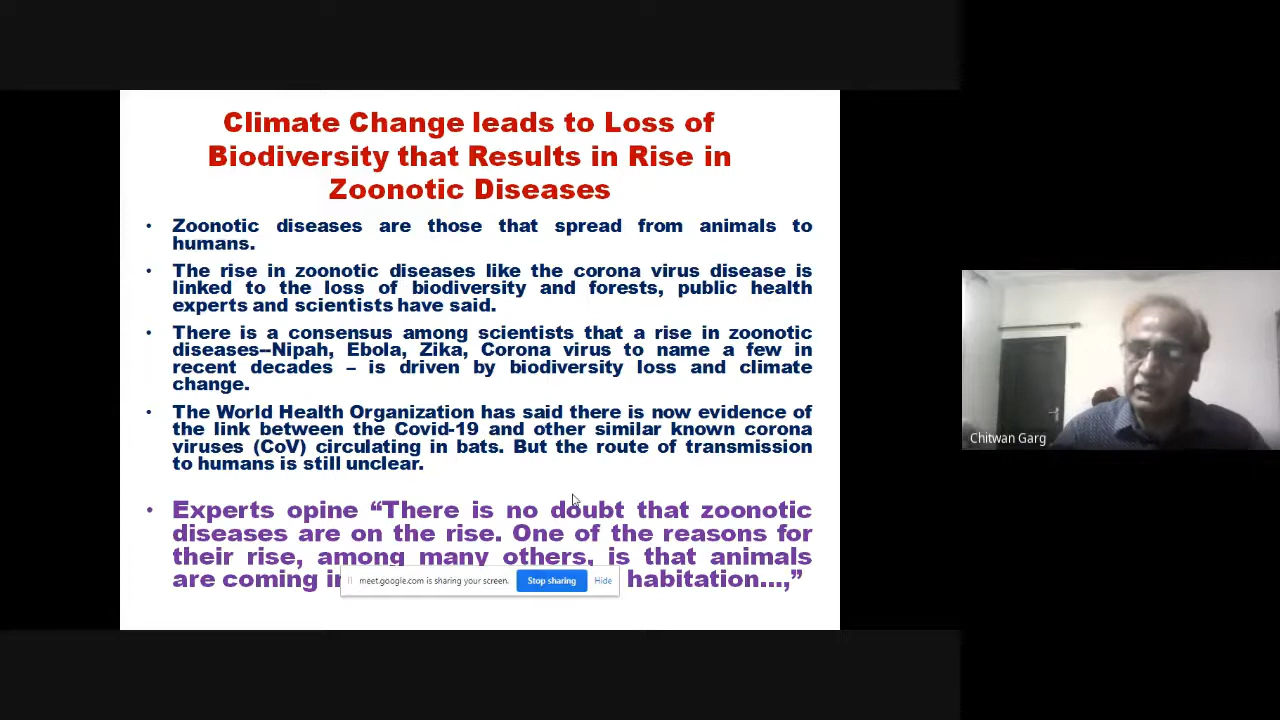 Climate Change leads to Loss of
Biodiversity that Results in Rise in
Zoonotic Diseases
• Zoonotic diseases are those that spread from animals to
humans.
• The rise in zoonotic diseases like the corona virus disease is
linked to the loss of biodiversity and forests, public health
experts and scientists have said.
• There is a consensus among scientists that a rise in zoonotic
diseases--Nipah, Ebola, Zika, Corona virus to name a few in
recent decades – is driven by biodiversity loss and climate
change.
• The World Health Organization has said there is now evidence of
the link between the Covid-19 and other similar known corona
viruses (CoV) circulating in bats. But the route of transmission
to humans is still unclear.
• Experts opine “There is no doubt that zoonotic
diseases are on the rise. One of the reasons for
their rise, among many others, is that animals
are coming habitation...,”
meet.google.com is sharing your screen. Stop sharing Hide
Chitwan Garg